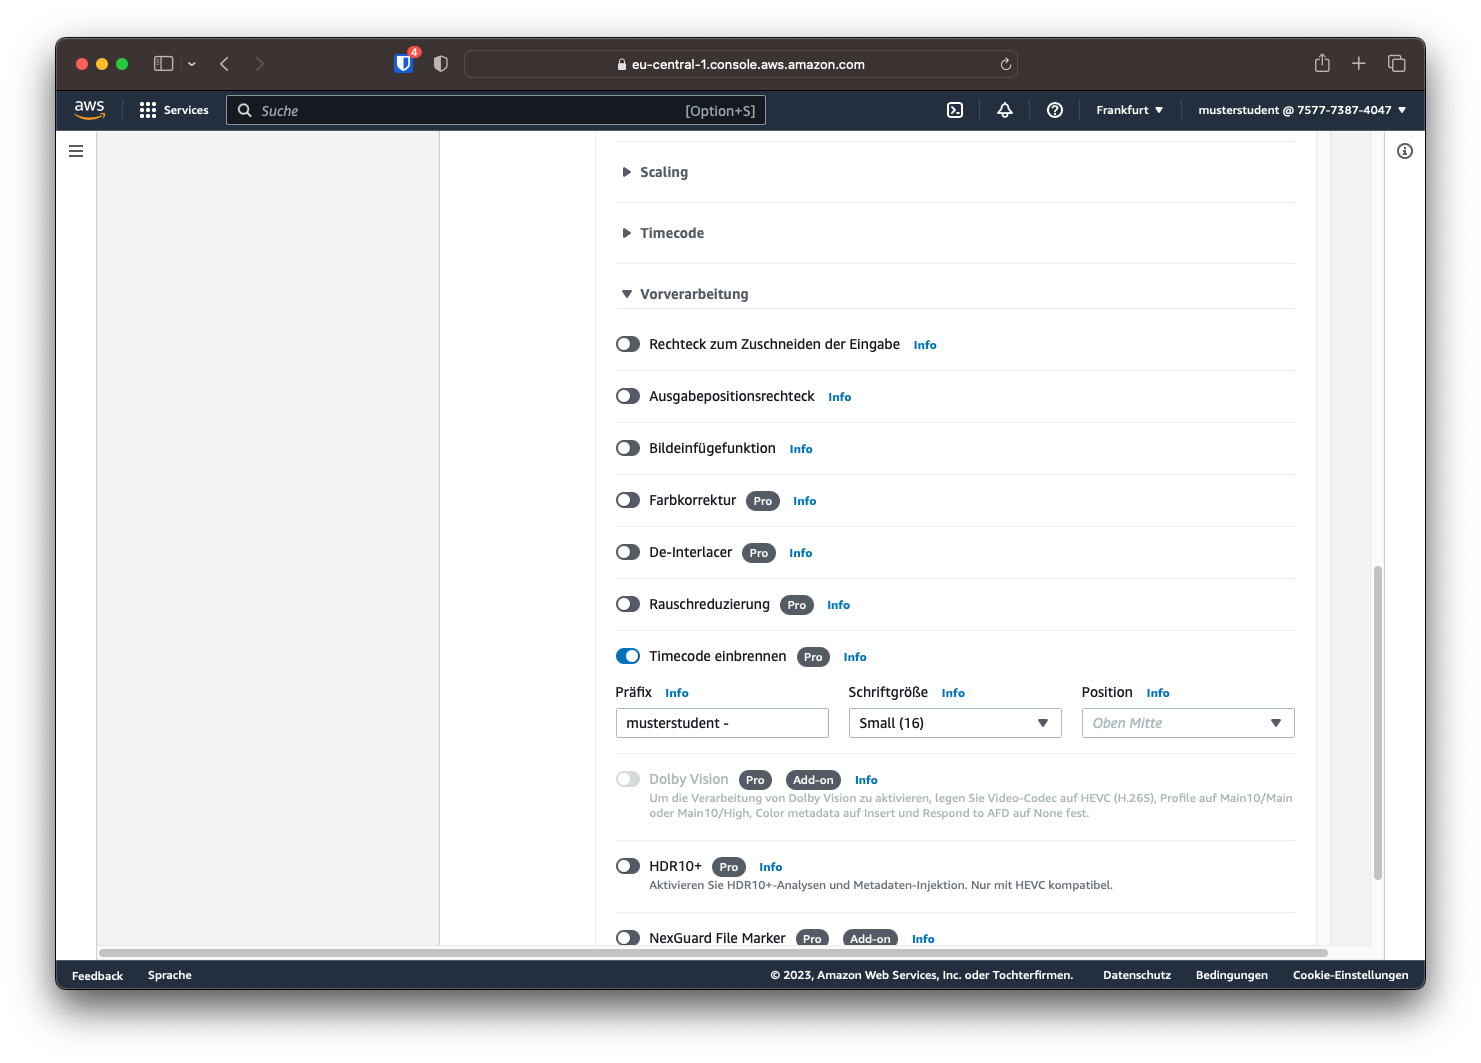 4
eu-central-1.console.aws.amazon.com
aws
Services
Suche
[Option+S]
Frankfurt
musterstudent @ 7577-7387-4047
Scaling
Timecode
Vorverarbeitung
Rechteck zum Zuschneiden der Eingabe Info
Ausgabepositionsrechteck Info
Bildeinfügefunktion Info
Farbkorrektur Pro Info
De-Interlacer Pro Info
Rauschreduzierung Pro Info
Timecode einbrennen Pro Info
Präfix Info
Schriftgröße Info
Position Info
musterstudent -
Small (16)
Oben Mitte
Dolby Vision Pro Add-on Info
Um die Verarbeitung von Dolby Vision zu aktivieren, legen Sie Video-Codec auf HEVC (H.265), Profile auf Main10/Main
oder Main10/High, Color metadata auf Insert und Respond to AFD auf None fest.
HDR10+ Pro Info
Aktivieren Sie HDR10+-Analysen und Metadaten-Injektion. Nur mit HEVC kompatibel.
NexGuard File Marker Pro Add-on Info
Feedback
Sprache
© 2023, Amazon Web Services, Inc. oder Tochterfirmen.
Datenschutz
Bedingungen
Cookie-Einstellungen